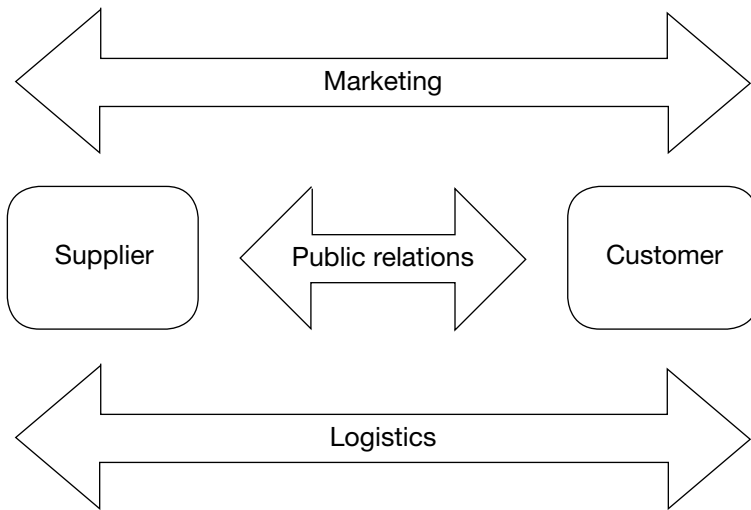 Marketing
Supplier
Public relations
Customer
Logistics